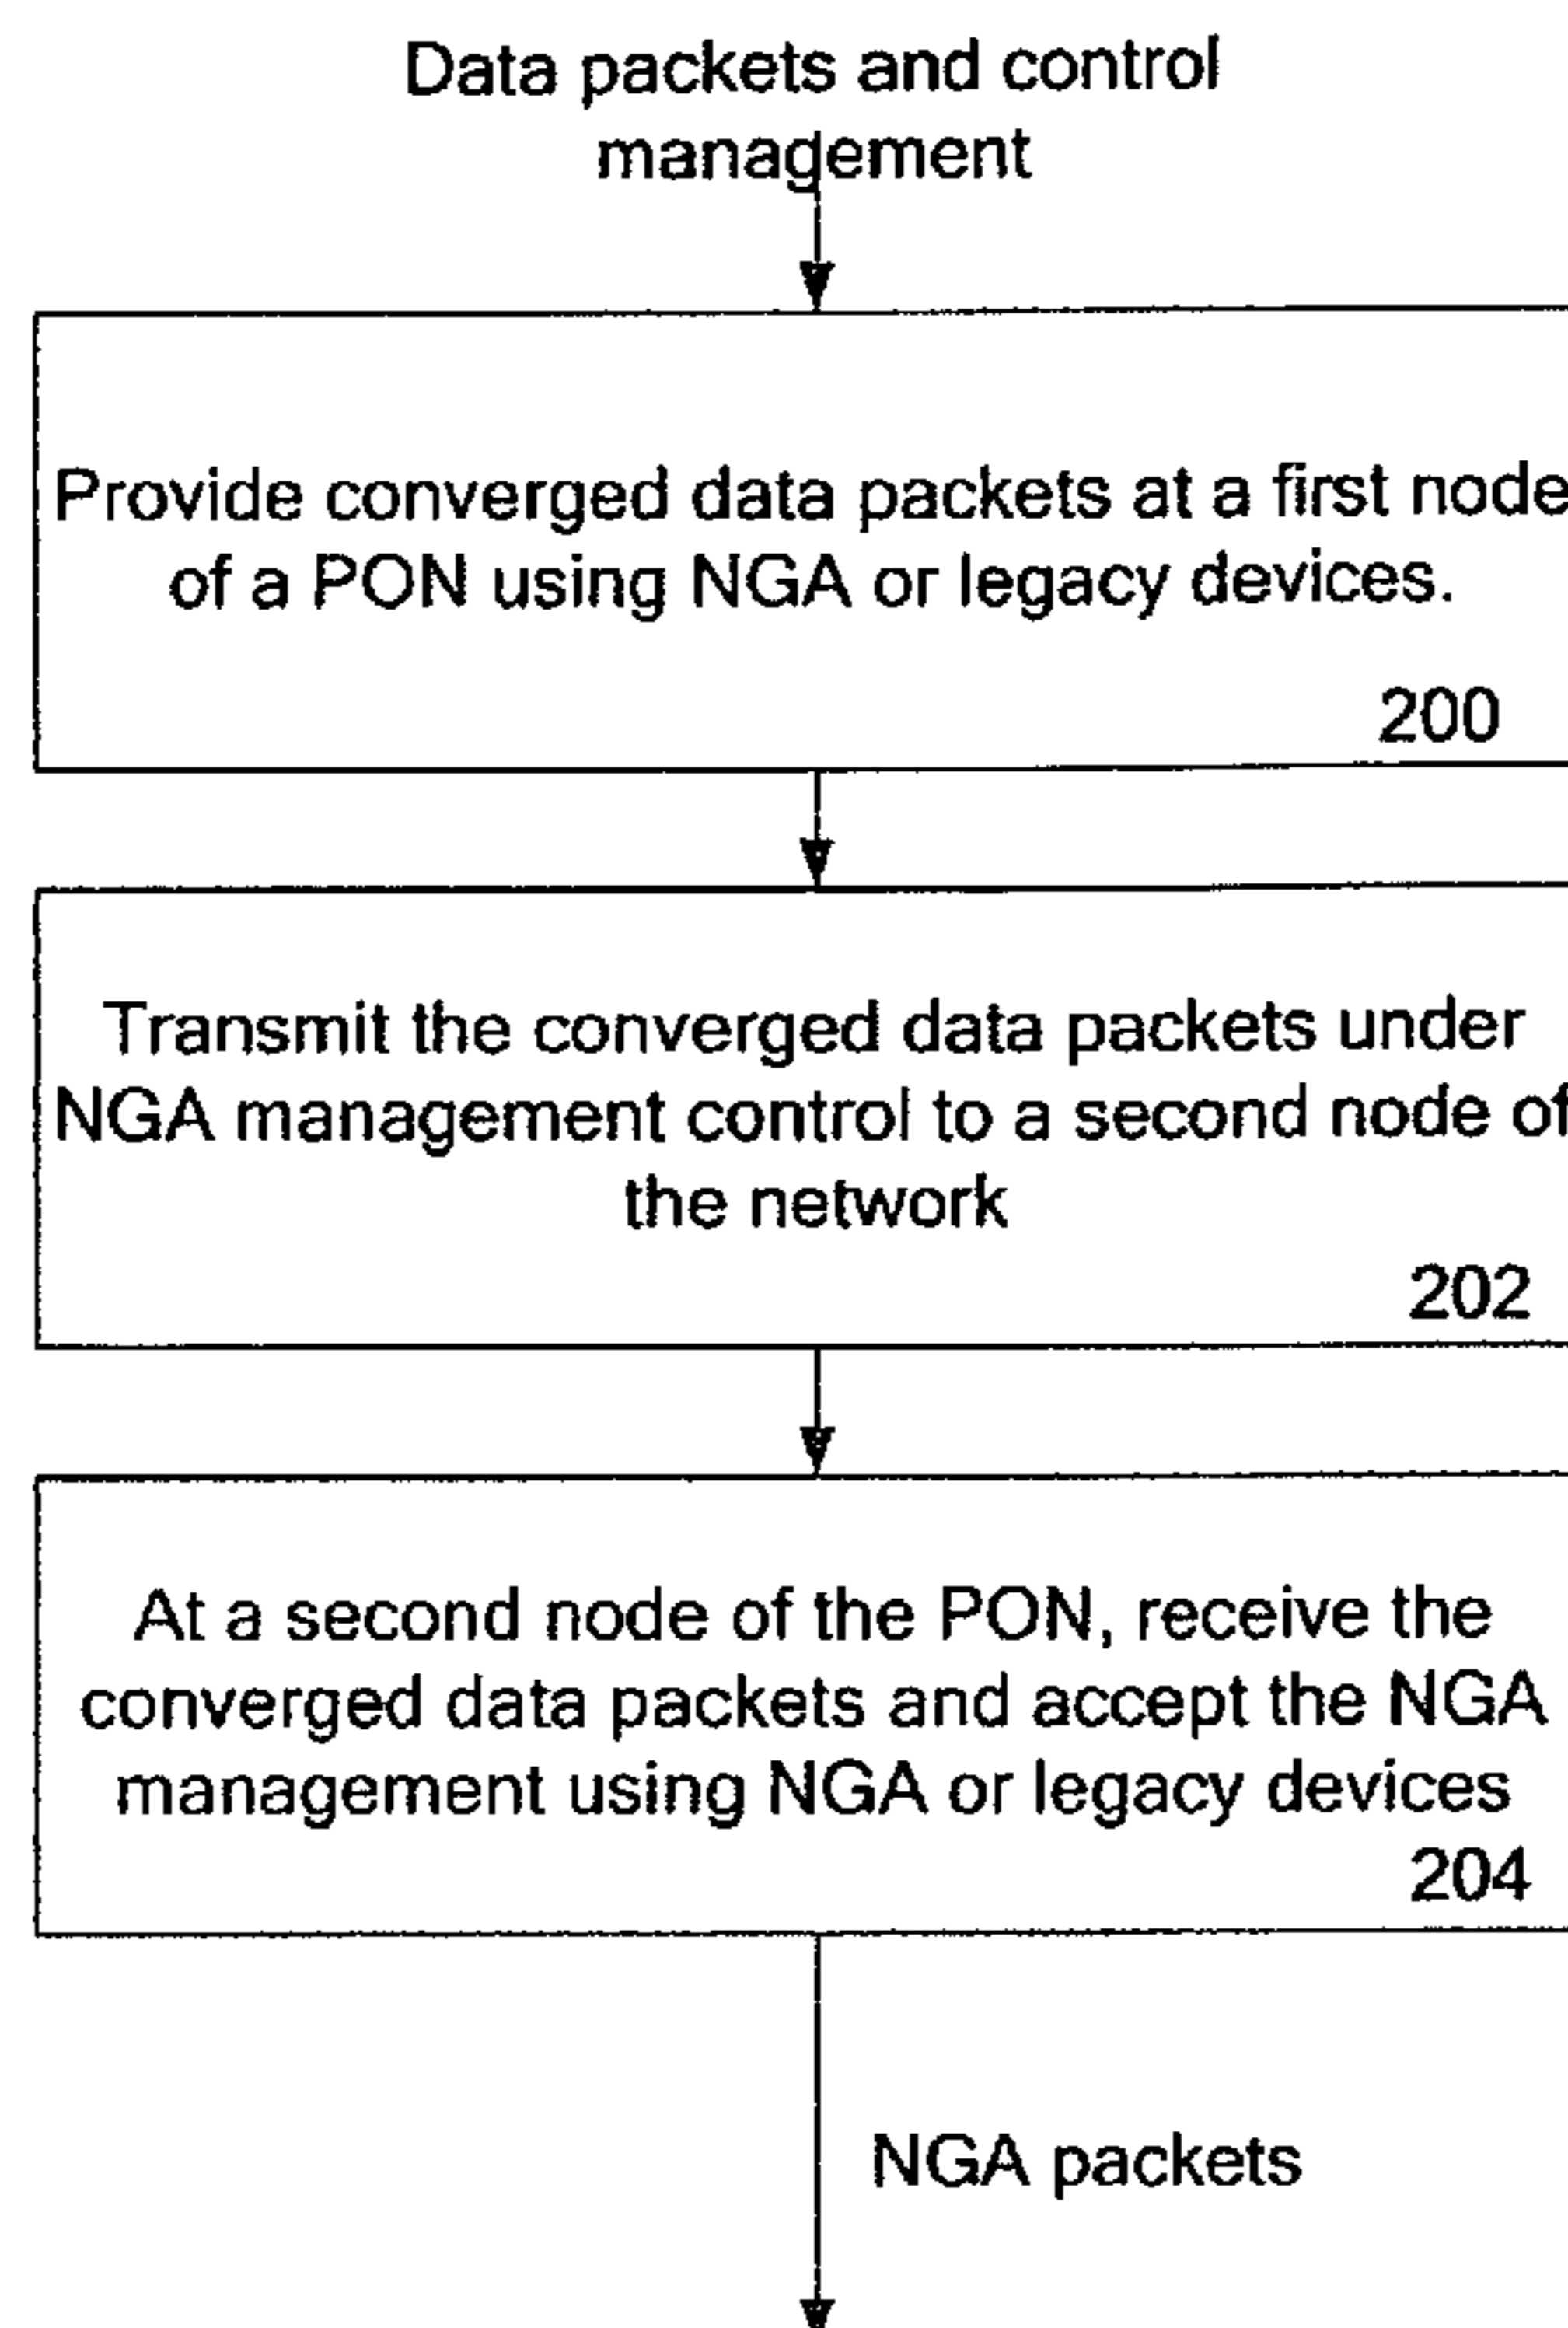 Data packets and control
management
Provide converged data packets at a first node
of a PON using NGA or legacy devices.
200
Transmit the converged data packets under
NGA management control to a second node of
the network
202
At a second node of the PON, receive the
converged data packets and accept the NGA
management using NGA or legacy devices
204
NGA packets